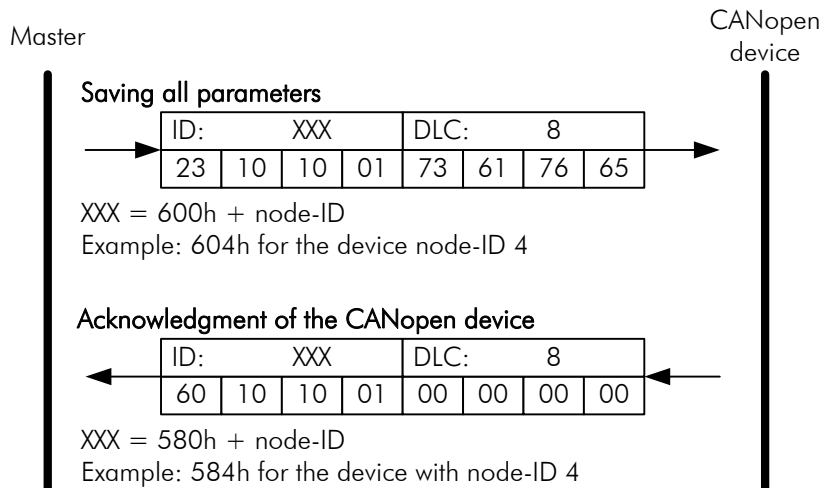 Master
CANopen
device
Saving all parameters
ID: XXX DLC: 8
23 10 10 01 73 61 76 65
XXX = 600h + node-ID
Example: 604h for the device node-ID 4
Acknowledgment of the CANopen device
ID: XXX DLC: 8
60 10 10 01 00 00 00 00
XXX = 580h + node-ID
Example: 584h for the device with node-ID 4